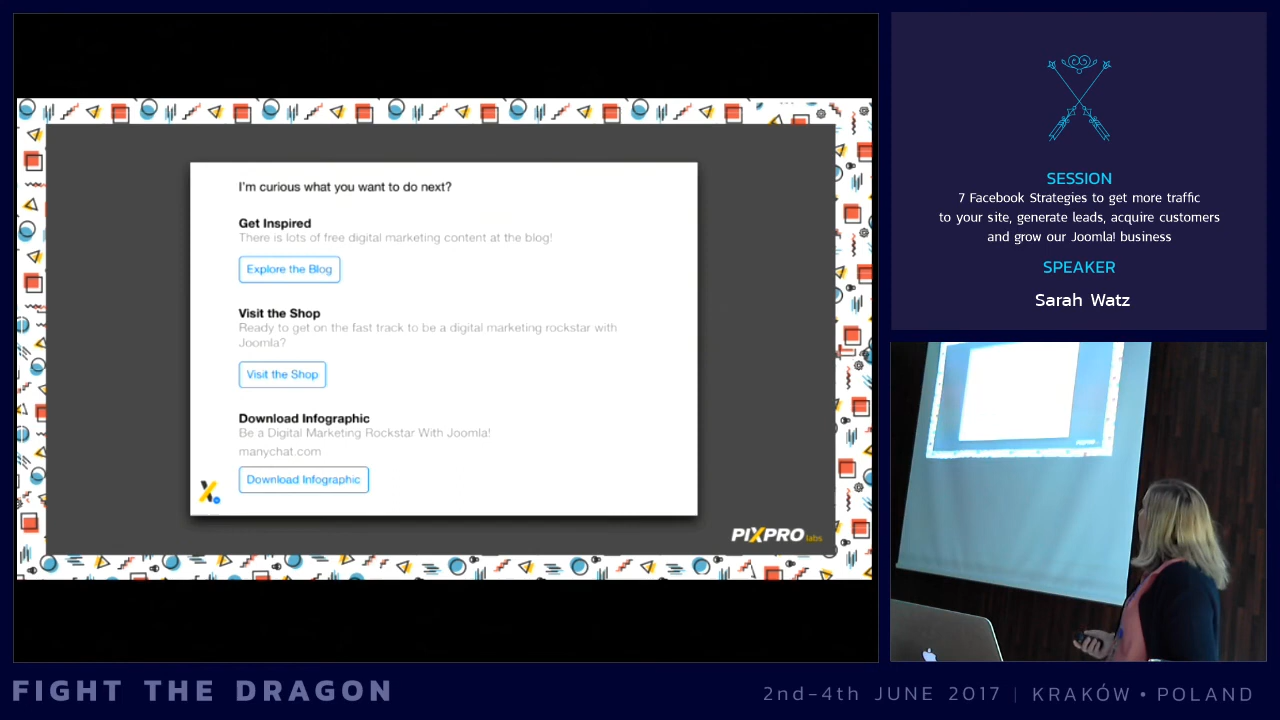 I'm curious what you want to do next?
Get Inspired
There is lots of free digital marketing content at the blog!
Explore the Blog
Visit the Shop
Ready to get on the fast track to be a digital marketing rockstar with
Joomla?
Visit the Shop
Download Infographic
Be a Digital Marketing Rockstar With Joomla!
manychat.com
Download Infographic
PIXPRO labs
SESSION
7 Facebook Strategies to get more traffic
to your site, generate leads, acquire customers
and grow our Joomla! business
SPEAKER
Sarah Watz
FIGHT THE DRAGON
2nd-4th JUNE 2017 | KRAKÓW • POLAND